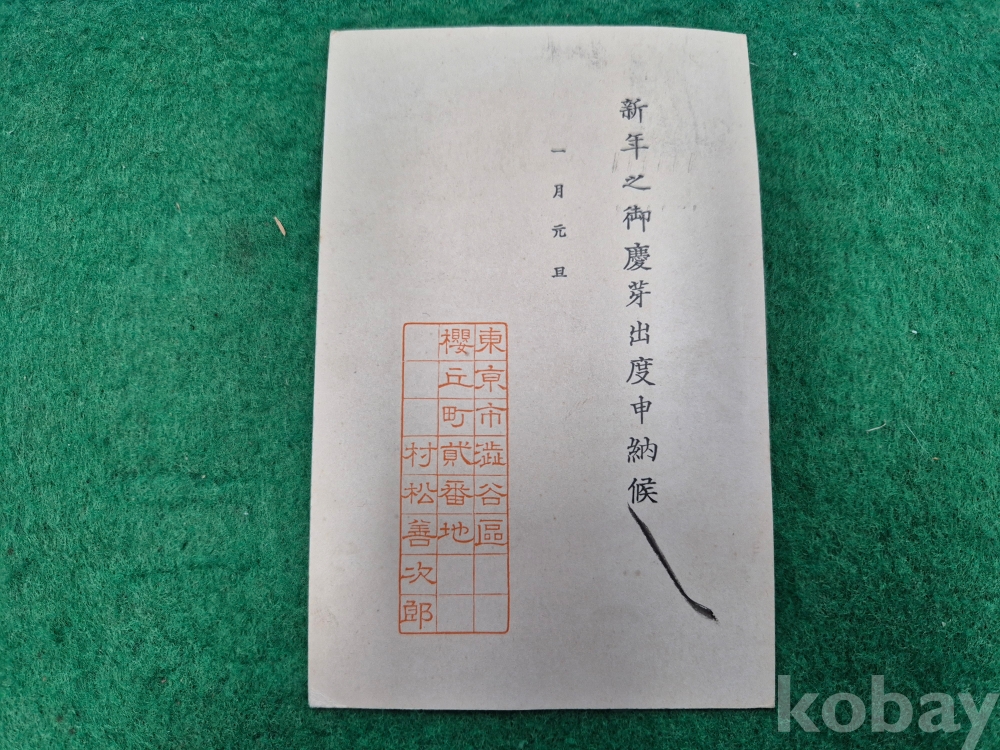 新年之御慶芽出度申納候
一月元旦
東京市澁谷區
櫻丘町貳番地
村松善次郎
kobay